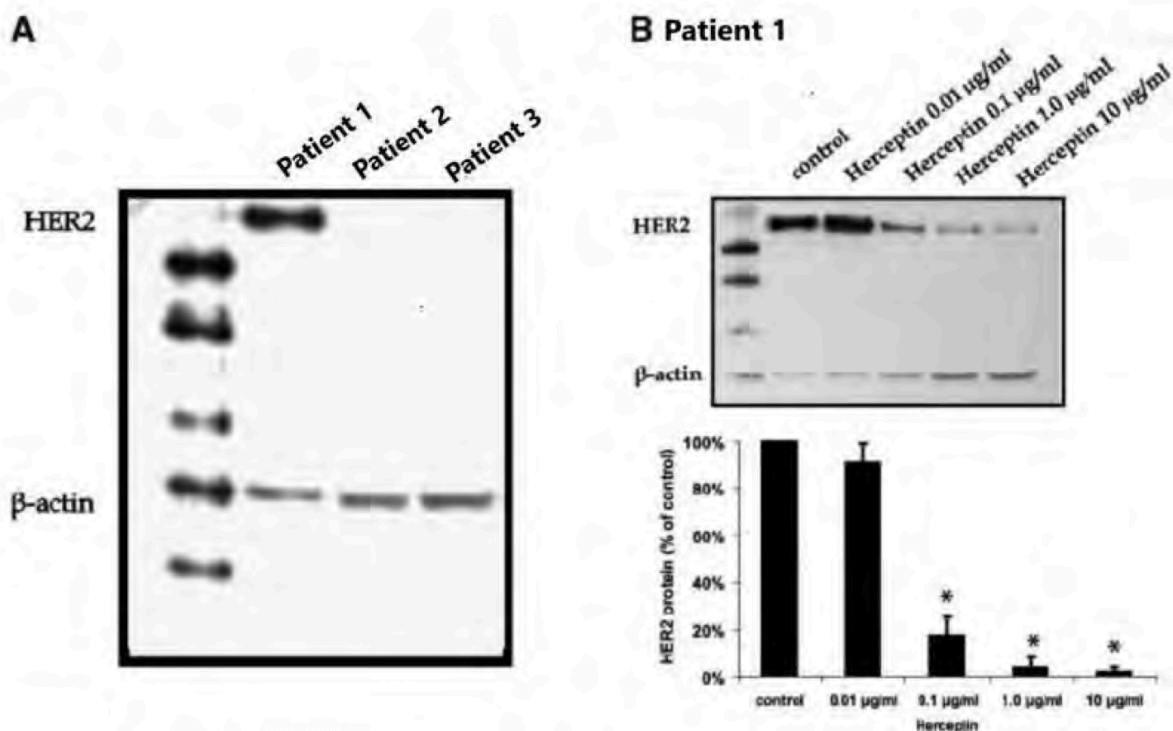 A
Patient 1
Patient 2
Patient 3
HER2
β-actin
B Patient 1
control
Herceptin 0.01 µg/ml
Herceptin 0.1 µg/ml
Herceptin 1.0 µg/ml
Herceptin 10 µg/ml
HER2
β-actin
HER2 protein (% of control)
100%
80%
60%
40%
20%
0%
*
*
*
control
0.01 µg/ml
0.1 µg/ml
1.0 µg/ml
10 µg/ml
Herceptin